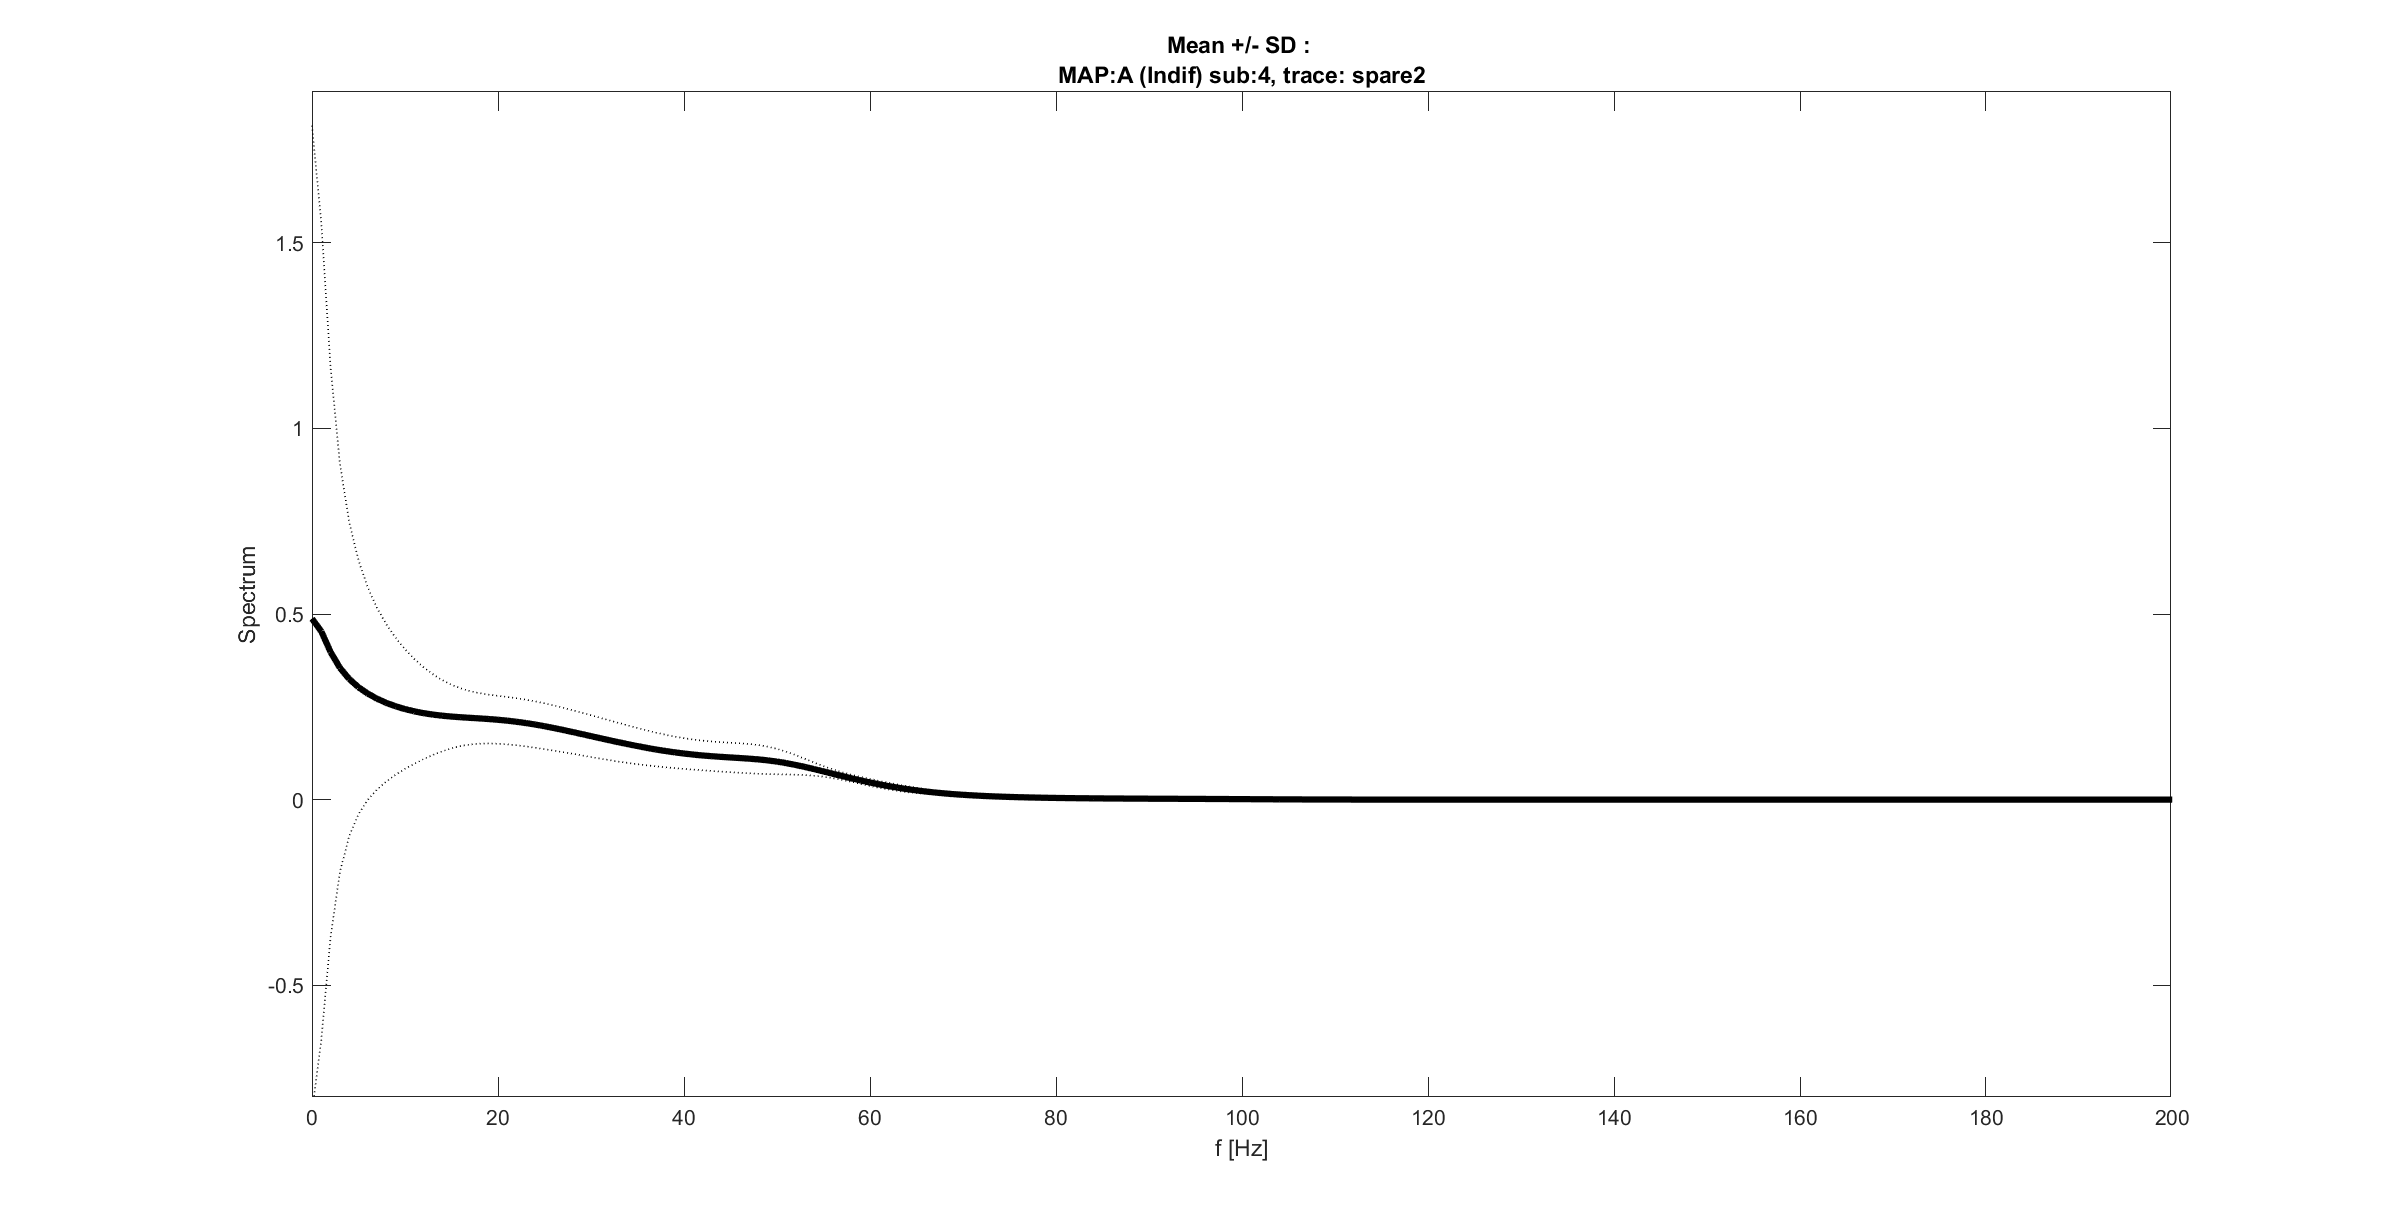 Mean +/- SD :
MAP:A (Indif) sub:4, trace: spare2
1.5
1
0.5
0
-0.5
Spectrum
0 20 40 60 80 100 120 140 160 180 200
f [Hz]